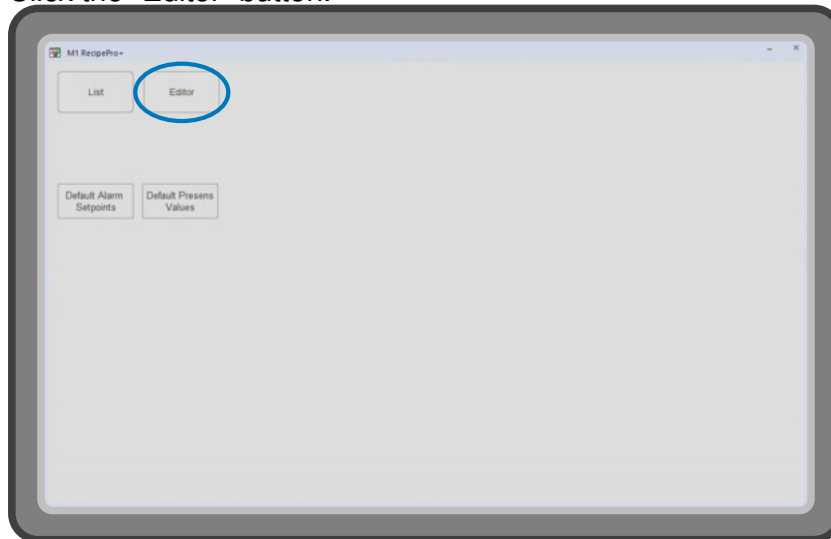 Click the "Editor" button.
M1 RecipePro+
List
Editor
Default Alarm
Setpoints
Default Presens
Values